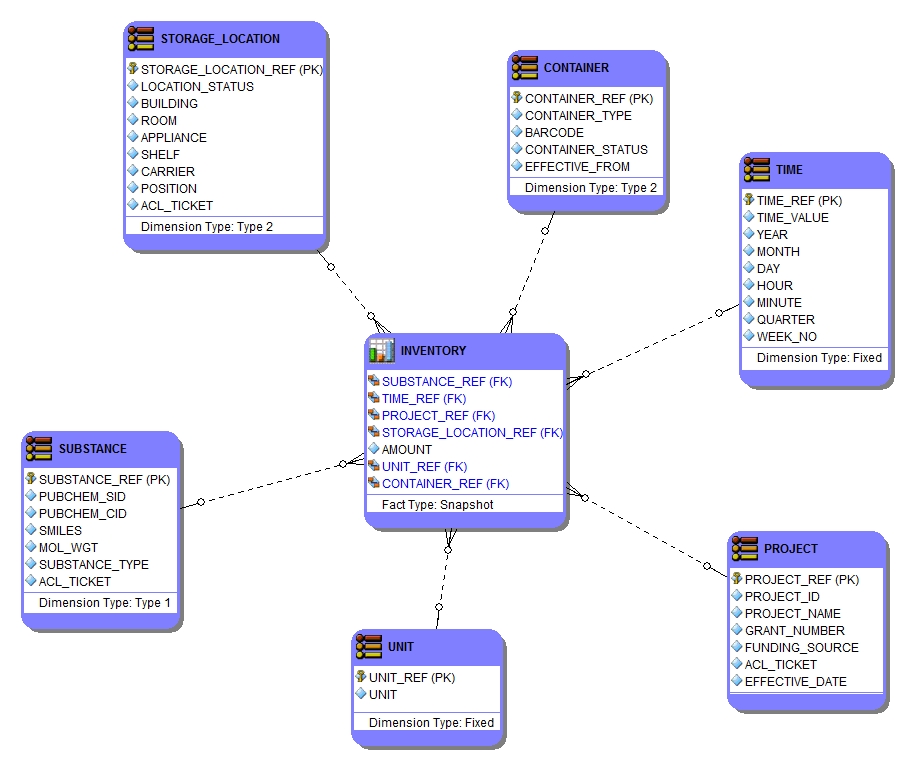 STORAGE_LOCATION
STORAGE_LOCATION_REF (PK)
LOCATION_STATUS
BUILDING
ROOM
APPLIANCE
SHELF
CARRIER
POSITION
ACL_TICKET
Dimension Type: Type 2
CONTAINER
CONTAINER_REF (PK)
CONTAINER_TYPE
BARCODE
CONTAINER_STATUS
EFFECTIVE_FROM
Dimension Type: Type 2
TIME
TIME_REF (PK)
TIME_VALUE
YEAR
MONTH
DAY
HOUR
MINUTE
QUARTER
WEEK_NO
Dimension Type: Fixed
INVENTORY
SUBSTANCE_REF (FK)
TIME_REF (FK)
PROJECT_REF (FK)
STORAGE_LOCATION_REF (FK)
AMOUNT
UNIT_REF (FK)
CONTAINER_REF (FK)
Fact Type: Snapshot
SUBSTANCE
SUBSTANCE_REF (PK)
PUBCHEM_SID
PUBCHEM_CID
SMILES
MOL_WGT
SUBSTANCE_TYPE
ACL_TICKET
Dimension Type: Type 1
PROJECT
PROJECT_REF (PK)
PROJECT_ID
PROJECT_NAME
GRANT_NUMBER
FUNDING_SOURCE
ACL_TICKET
EFFECTIVE_DATE
UNIT
UNIT_REF (PK)
UNIT
Dimension Type: Fixed